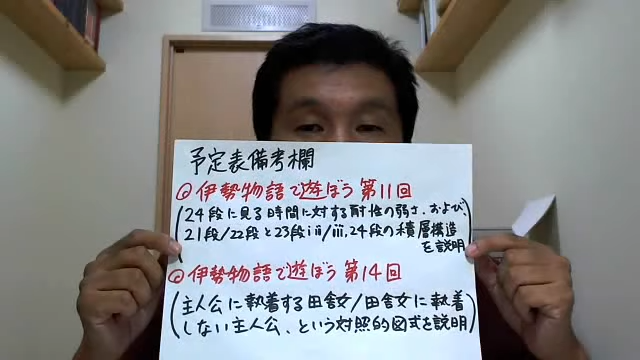 予定表備考欄
◎伊勢物語で遊ぼう第11回
(24段に見る時間に対する耐性の弱さ、および、
21段/22段と23段ii/iii.24段の積層構造
を説明)
◎伊勢物語で遊ぼう第14回
(主人公に執着する田舎女/田舎女に執着
しない主人公、という対照的図式を説明)